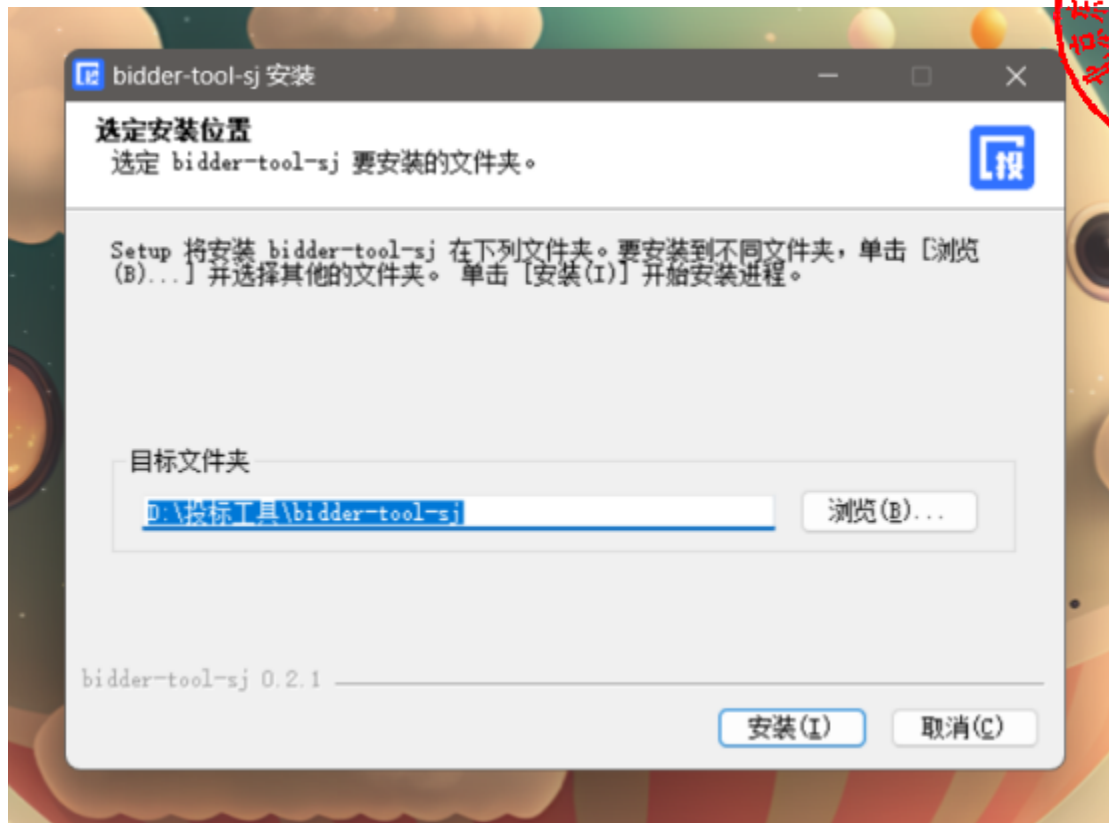 bidder-tool-sj 安装
选定安装位置
选定 bidder-tool-sj 要安装的文件夹。
投
Setup 将安装 bidder-tool-sj 在下列文件夹。要安装到不同文件夹，单击 [浏览
(B)...] 并选择其他的文件夹。 单击 [安装(I)] 开始安装进程。
目标文件夹
D:\投标工具\bidder-tool-sj
浏览(B)...
bidder-tool-sj 0.2.1
安装(I)
取消(C)